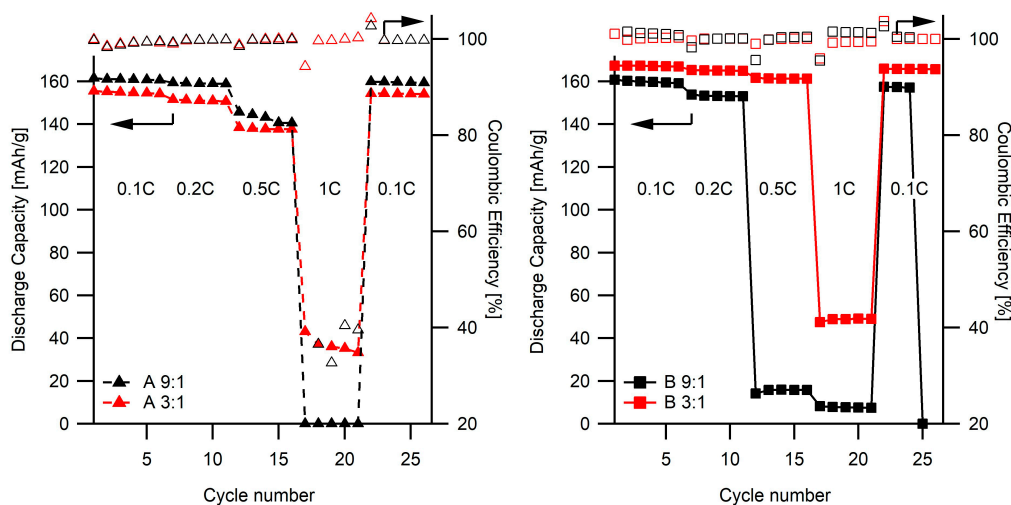 160
140
120
100
80
60
40
20
0
Discharge Capacity [mAh/g]
0.1C
0.2C
0.5C
1C
0.1C
A 9:1
A 3:1
5
10
15
20
25
Cycle number
100
80
60
40
20
Coulombic Efficiency [%]
160
140
120
100
80
60
40
20
0
Discharge Capacity [mAh/g]
0.1C
0.2C
0.5C
1C
0.1C
B 9:1
B 3:1
5
10
15
20
25
Cycle number
100
80
60
40
20
Coulombic Efficiency [%]